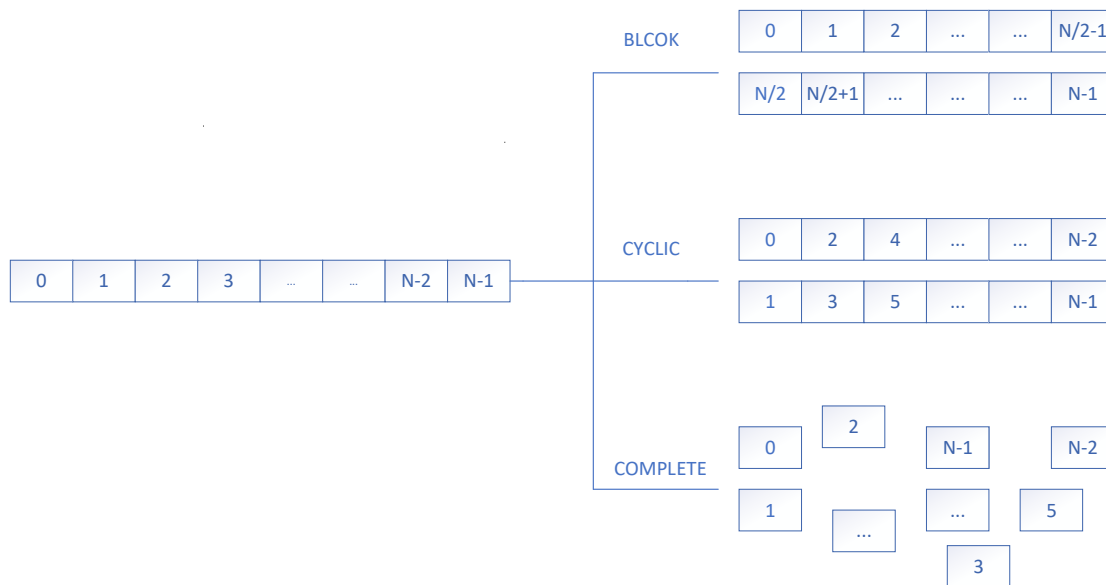 BLCOK
0 1 2 ... ... N/2-1
N/2 N/2+1 ... ... ... N-1
0 1 2 3 ... ... N-2 N-1
CYCLIC
0 2 4 ... ... N-2
1 3 5 ... ... N-1
COMPLETE
0 2 N-1 N-2
1 ... ... 5
3